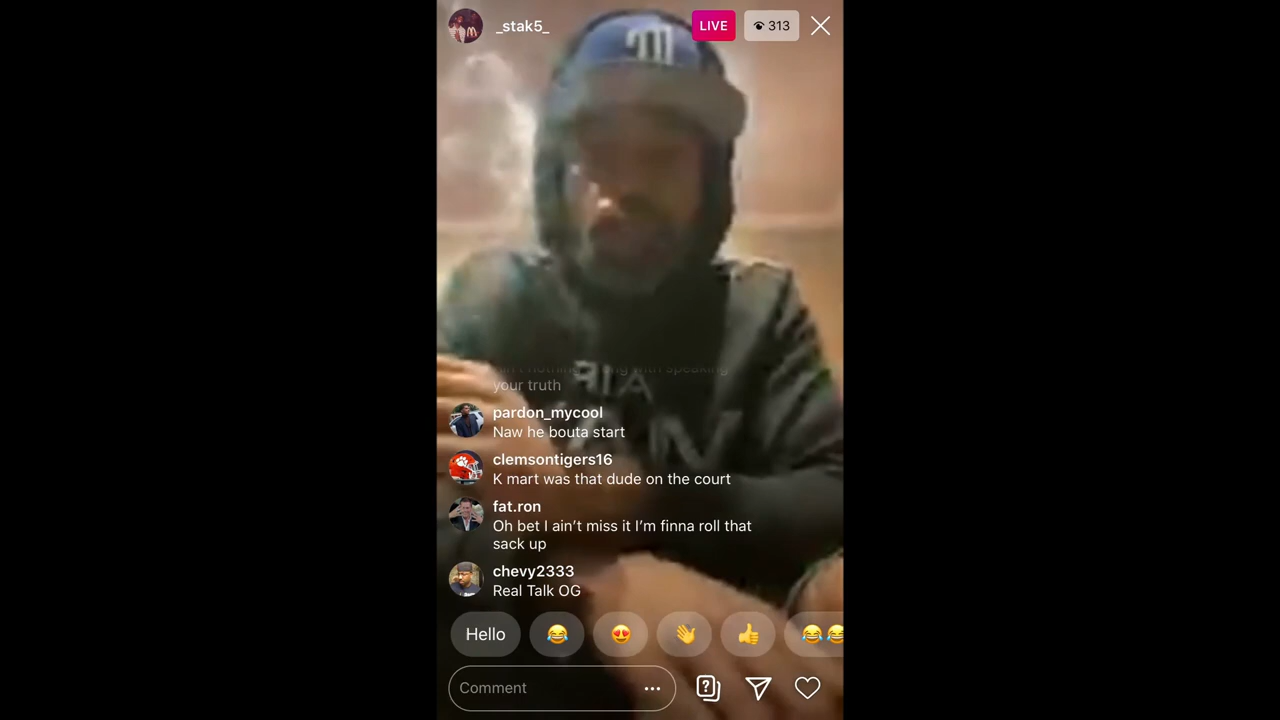 _stak5_
LIVE
313
your truth
pardon_mycool
Naw he bouta start
clemsontigers16
K mart was that dude on the court
fat.ron
Oh bet I ain’t miss it I’m finna roll that
sack up
chevy2333
Real Talk OG
Hello
Comment